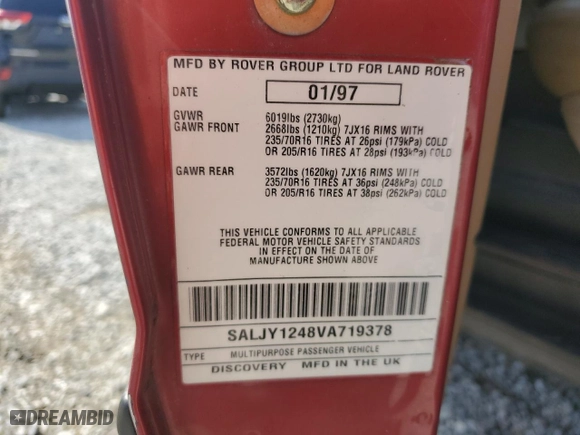 MFD BY ROVER GROUP LTD FOR LAND ROVER
DATE 01/97
GVWR 6019lbs (2730kg)
GAWR FRONT 2668lbs (1210kg) 7JX16 RIMS WITH
235/70R16 TIRES AT 26psi (179kPa) COLD
OR 205/R16 TIRES AT 28psi (193kPa) COLD
GAWR REAR 3572lbs (1620kg) 7JX16 RIMS WITH
235/70R16 TIRES AT 36psi (248kPa) COLD
OR 205/R16 TIRES AT 38psi (262kPa) COLD
THIS VEHICLE CONFORMS TO ALL APPLICABLE
FEDERAL MOTOR VEHICLE SAFETY STANDARDS
IN EFFECT ON THE DATE OF
MANUFACTURE SHOWN ABOVE
SALJY1248VA719378
TYPE MULTIPURPOSE PASSENGER VEHICLE
DISCOVERY MFD IN THE UK
DREAMBID